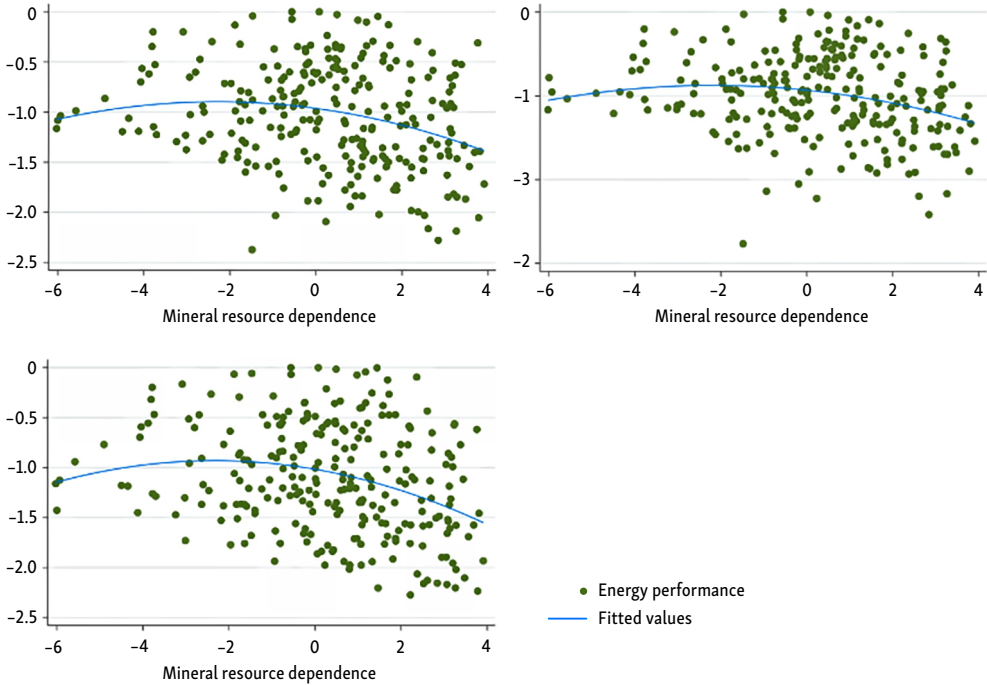 0
−0.5
−1.0
−1.5
−2.0
−2.5
−6 −4 −2 0 2 4
Mineral resource dependence
0
−1
−3
−2
−6 −4 −2 0 2 4
Mineral resource dependence
0
−0.5
−1.0
−1.5
−2.0
−2.5
−6 −4 −2 0 2 4
Mineral resource dependence
Energy performance
Fitted values